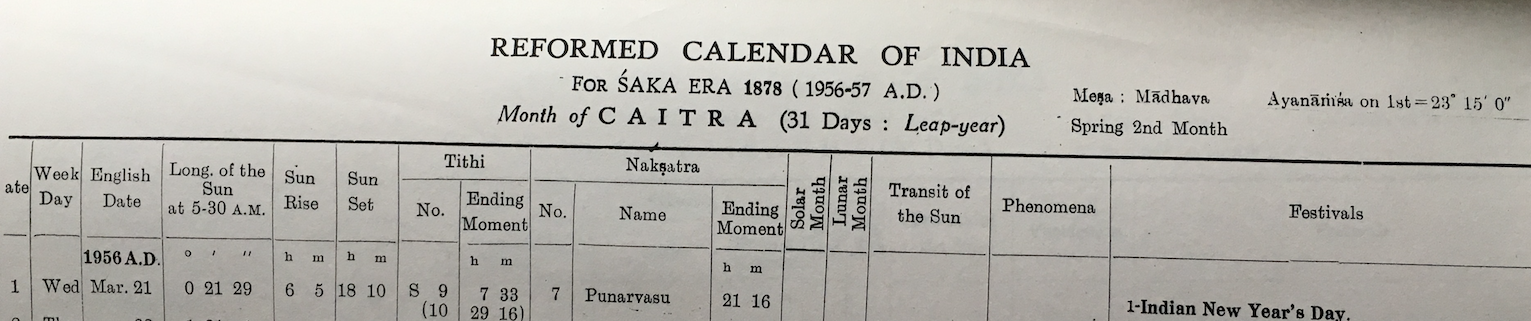 REFORMED CALENDAR OF INDIA
FOR ŚAKA ERA 1878 ( 1956-57 A.D. )
Month of CAITRA (31 Days : Leap-year)
Meṣa : Mādhava Ayanāṁśa on 1st = 23° 15′ 0″
Spring 2nd Month
ate Week Day English Date Long. of the Sun at 5-30 A.M. Sun Rise Sun Set Tithi No. Ending Moment Nakṣatra No. Name Ending Moment Solar Month Lunar Month Transit of the Sun Phenomena Festivals
1956 A.D. ° ′ ″ h m h m h m h m
1 Wed Mar. 21 0 21 29 6 5 18 10 S 9 7 33 7 Punarvasu 21 16
(10 29 16) 1-Indian New Year's Day.